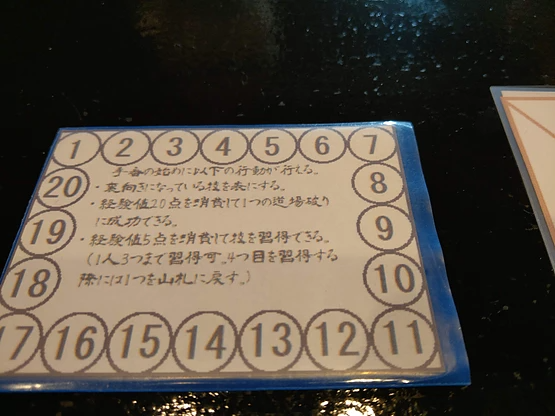 1 2 3 4 5 6 7
手番の始めに以下の行動が行える。
20 ・裏向きになっている技を表にする。 8
・経験値20点を消費して1つの道場破り
19 に成功できる。 9
・経験値5点を消費して技を習得できる。
18 (1人3つまで習得可。4つ目を習得する 10
際には1つを山札に戻す。)
17 16 15 14 13 12 11